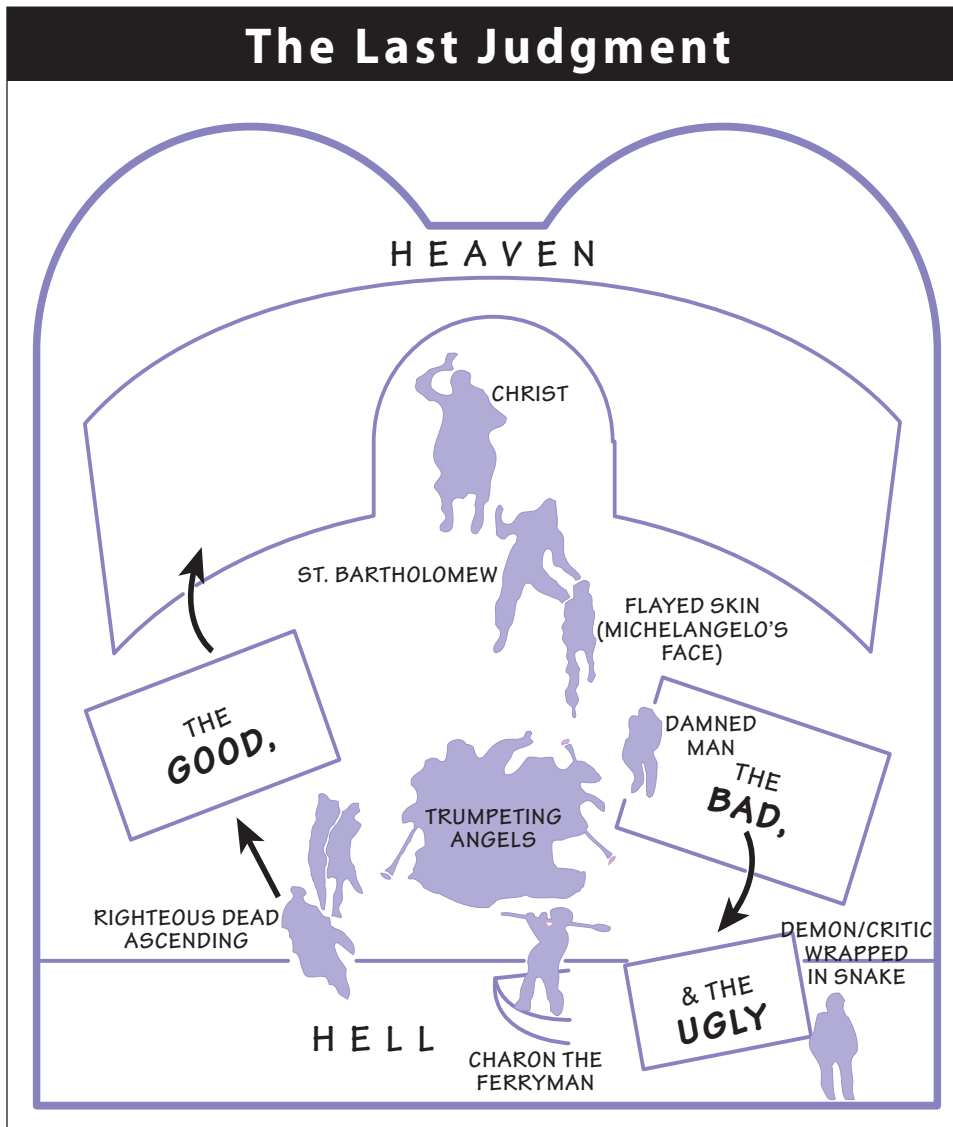 The Last Judgment
HEAVEN
CHRIST
ST. BARTHOLOMEW
FLAYED SKIN
(MICHELANGELO'S
FACE)
THE
GOOD,
DAMNED
MAN
THE
BAD,
TRUMPETING
ANGELS
RIGHTEOUS DEAD
ASCENDING
DEMON/CRITIC
WRAPPED
IN SNAKE
& THE
UGLY
HELL
CHARON THE
FERRYMAN